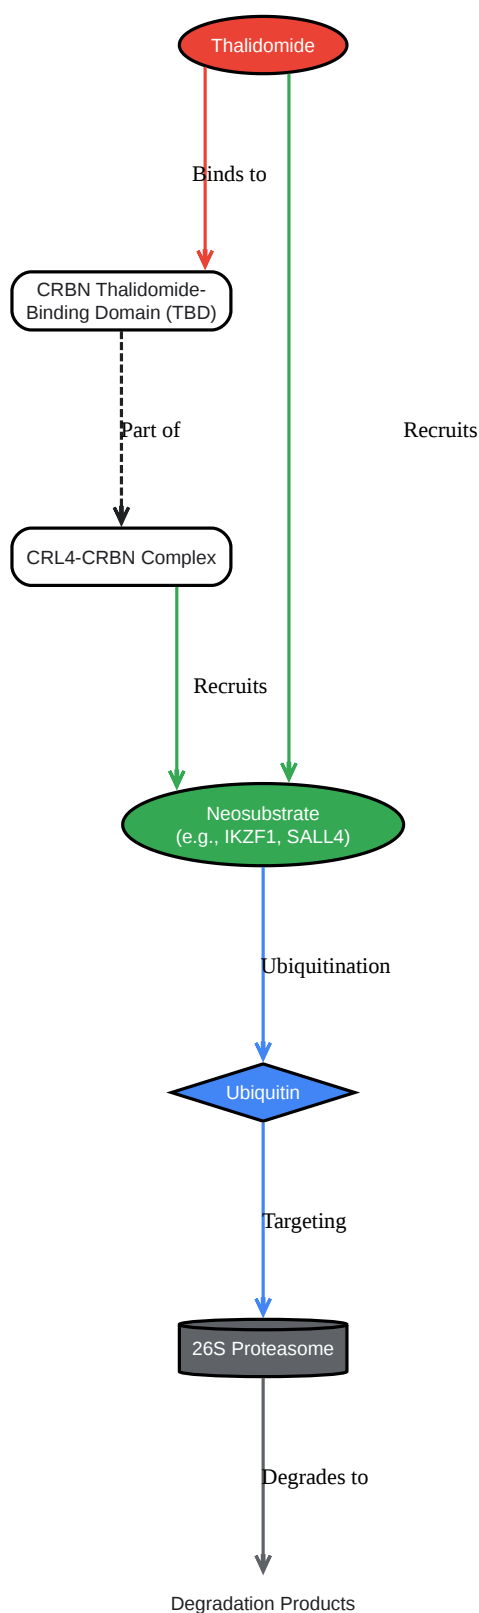 Thalidomide
Binds to
CRBN Thalidomide-
Binding Domain (TBD)
Part of
Recruits
CRL4-CRBN Complex
Recruits
Neosubstrate
(e.g., IKZF1, SALL4)
Ubiquitination
Ubiquitin
Targeting
26S Proteasome
Degrades to
Degradation Products